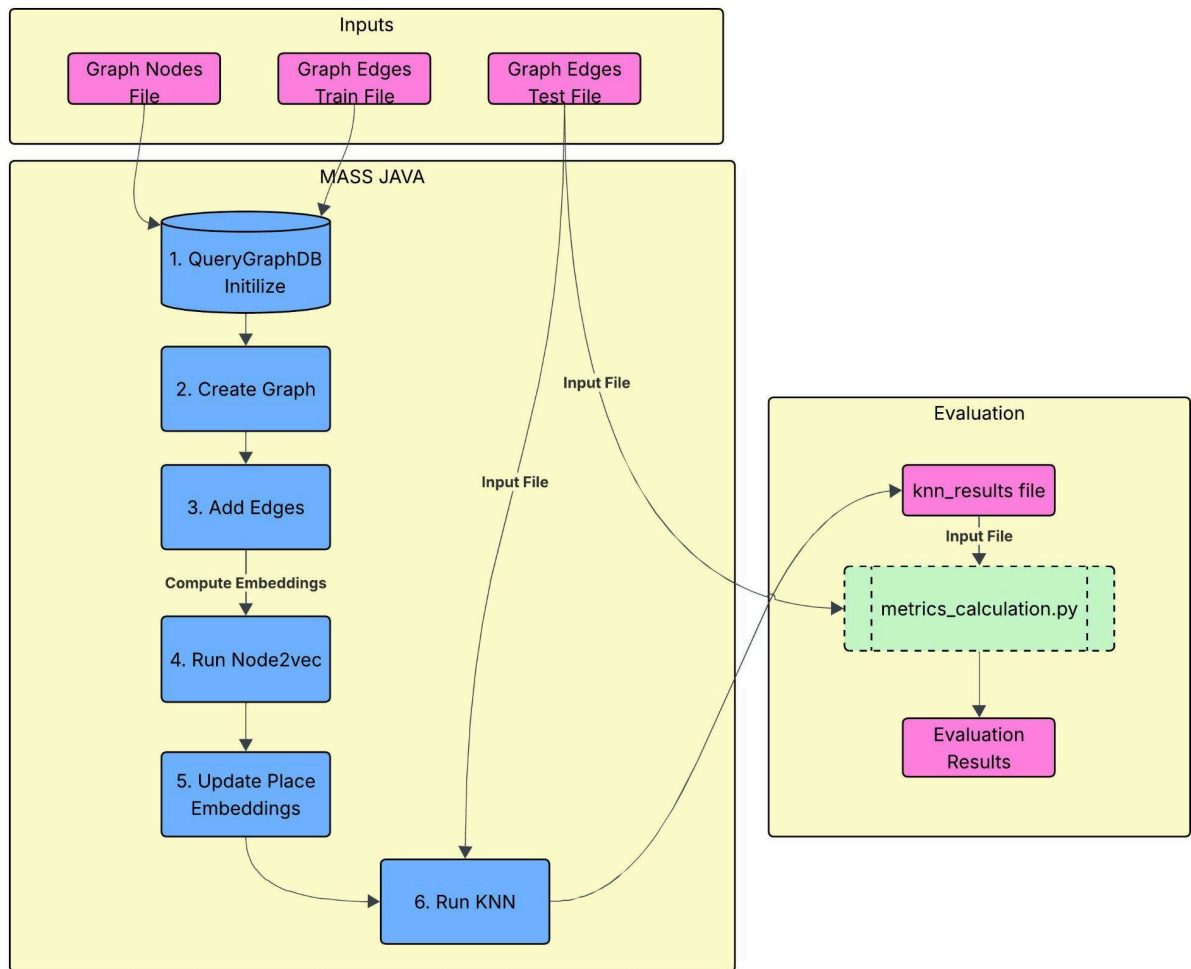 Inputs
Graph Nodes
File
Graph Edges
Train File
Graph Edges
Test File
MASS JAVA
1. QueryGraphDB
Initilize
2. Create Graph
Input File
3. Add Edges
Input File
Compute Embeddings
4. Run Node2vec
5. Update Place
Embeddings
6. Run KNN
Evaluation
knn_results file
Input File
metrics_calculation.py
Evaluation
Results